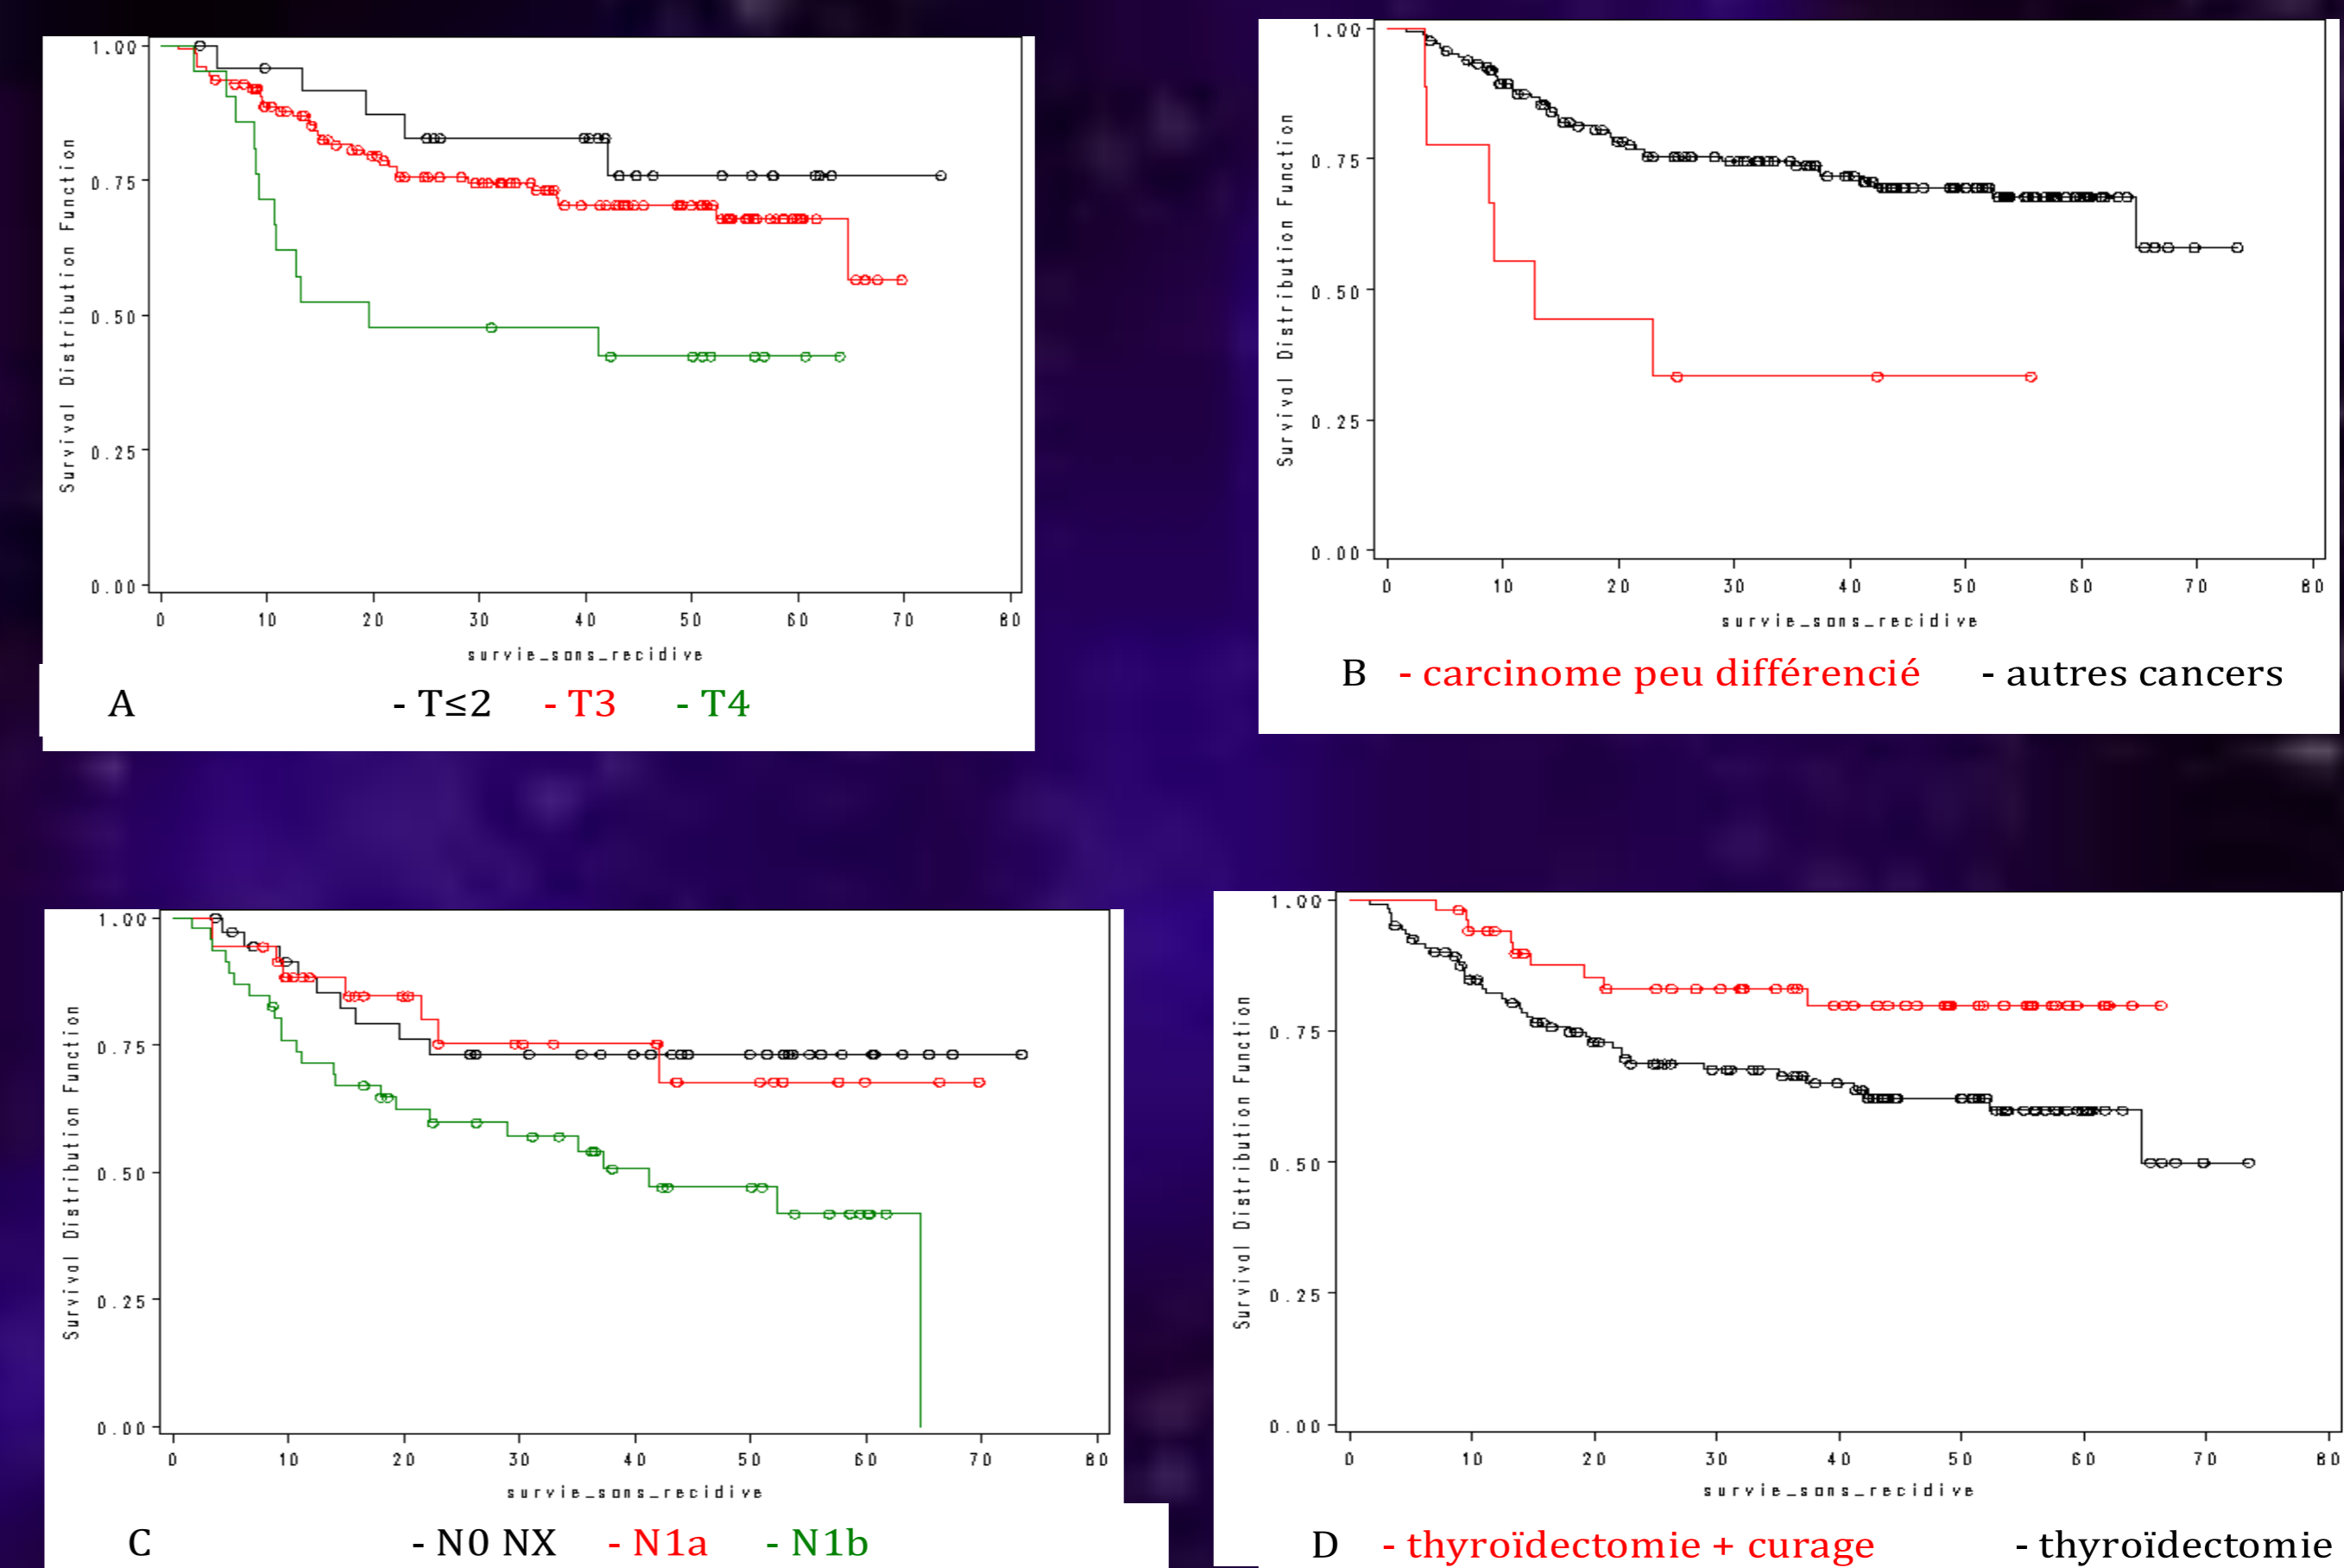 1.00
0.75
0.50
0.25
0.00
Survival Distribution Function
0 10 20 30 40 50 60 70 80
survie_sans_recidive
A - T≤2 - T3 - T4
1.00
0.75
0.50
0.25
0.00
Survival Distribution Function
0 10 20 30 40 50 60 70 80
survie_sans_recidive
B - carcinome peu différencié - autres cancers
1.00
0.75
0.50
0.25
0.00
Survival Distribution Function
0 10 20 30 40 50 60 70 80
survie_sans_recidive
C - N0 NX - N1a - N1b
1.00
0.75
0.50
0.25
0.00
Survival Distribution Function
0 10 20 30 40 50 60 70 80
survie_sans_recidive
D - thyroïdectomie + curage - thyroïdectomie